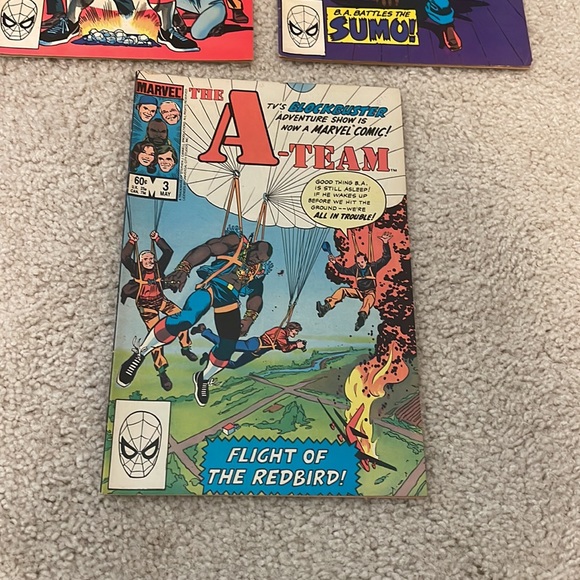 B.A. BATTLES THE
SUMO!
MARVEL
THE
A-TEAM
TV'S BLOCKBUSTER
ADVENTURE SHOW IS
NOW A MARVEL COMIC!
60¢
3
MAY
GOOD THING B.A.
IS STILL ASLEEP!
IF HE WAKES UP
BEFORE WE HIT THE
GROUND--WE'RE
ALL IN TROUBLE!
FLIGHT OF
THE REDBIRD!